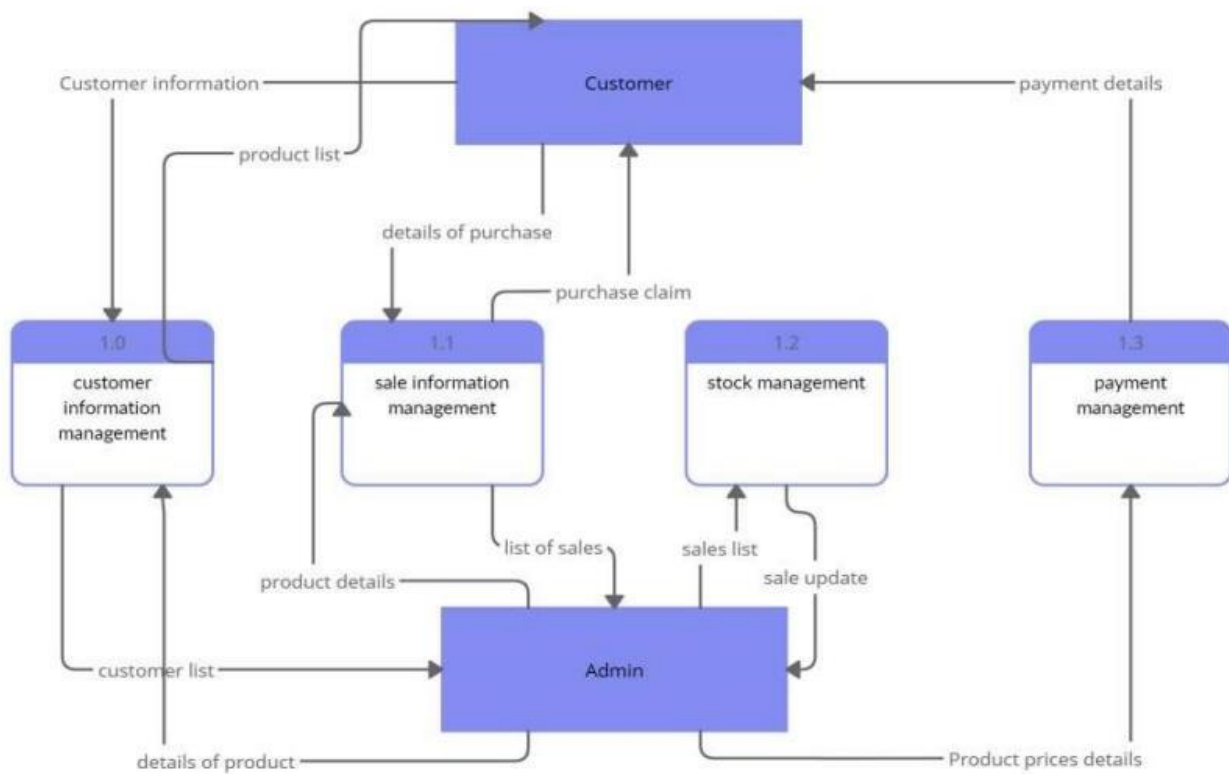 Customer
Customer information
payment details
product list
details of purchase
purchase claim
1.0
customer
information
management
1.1
sale information
management
1.2
stock management
1.3
payment
management
list of sales
sales list
product details
sale update
customer list
Admin
details of product
Product prices details